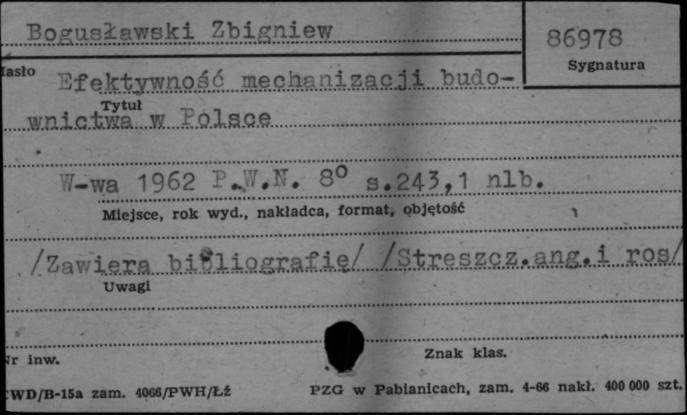 Bogusławski Zbigniew
86978
Sygnatura
Hasło
Efektywność mechanizacji budo-
Tytuł
wnictwa w Polsce
W-wa 1962 P.W.N. 8° s.243,1 nlb.
Miejsce, rok wyd., nakładca, format, objętość
/Zawiera bibliografię/ /Streszcz.ang.i ros/
Uwagi
Nr inw.
Znak klas.
WD/B-15a zam. 4066/PWH/Łź
PZG w Pabianicach, zam. 4-66 nakł. 400 000 szt.